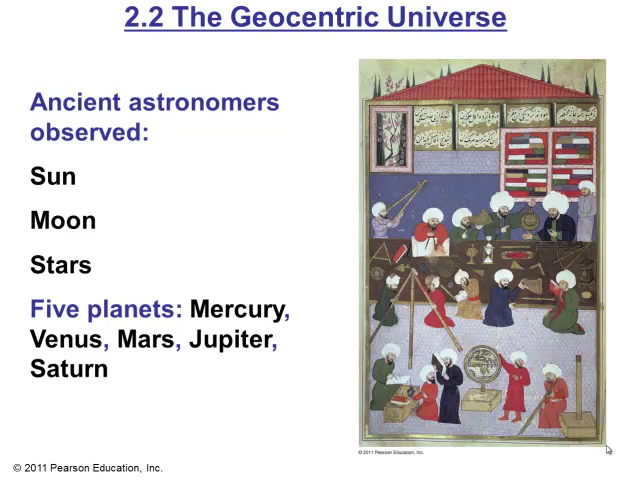 2.2 The Geocentric Universe
Ancient astronomers
observed:
Sun
Moon
Stars
Five planets: Mercury,
Venus, Mars, Jupiter,
Saturn
© 2011 Pearson Education, Inc.
© 2011 Pearson Education, Inc.